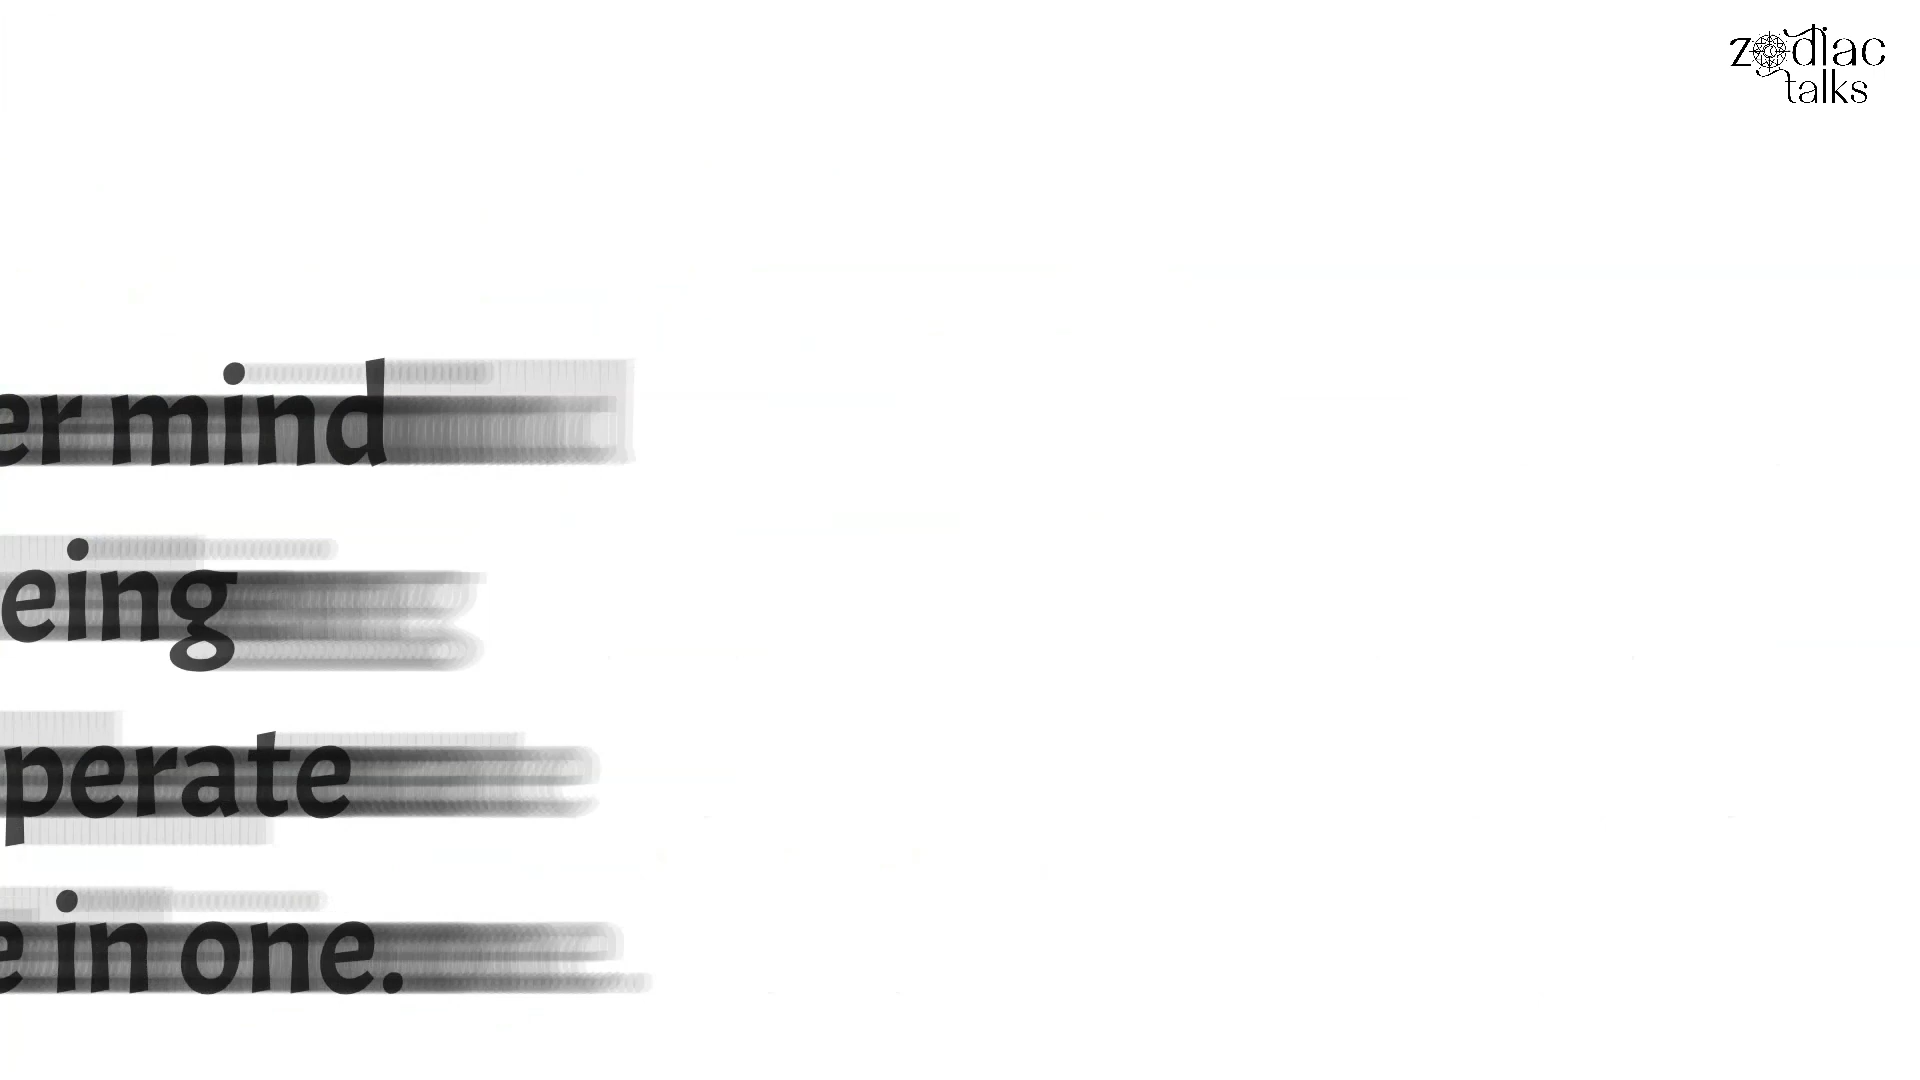 zodiac
talks
er mind
eing
perate
e in one.